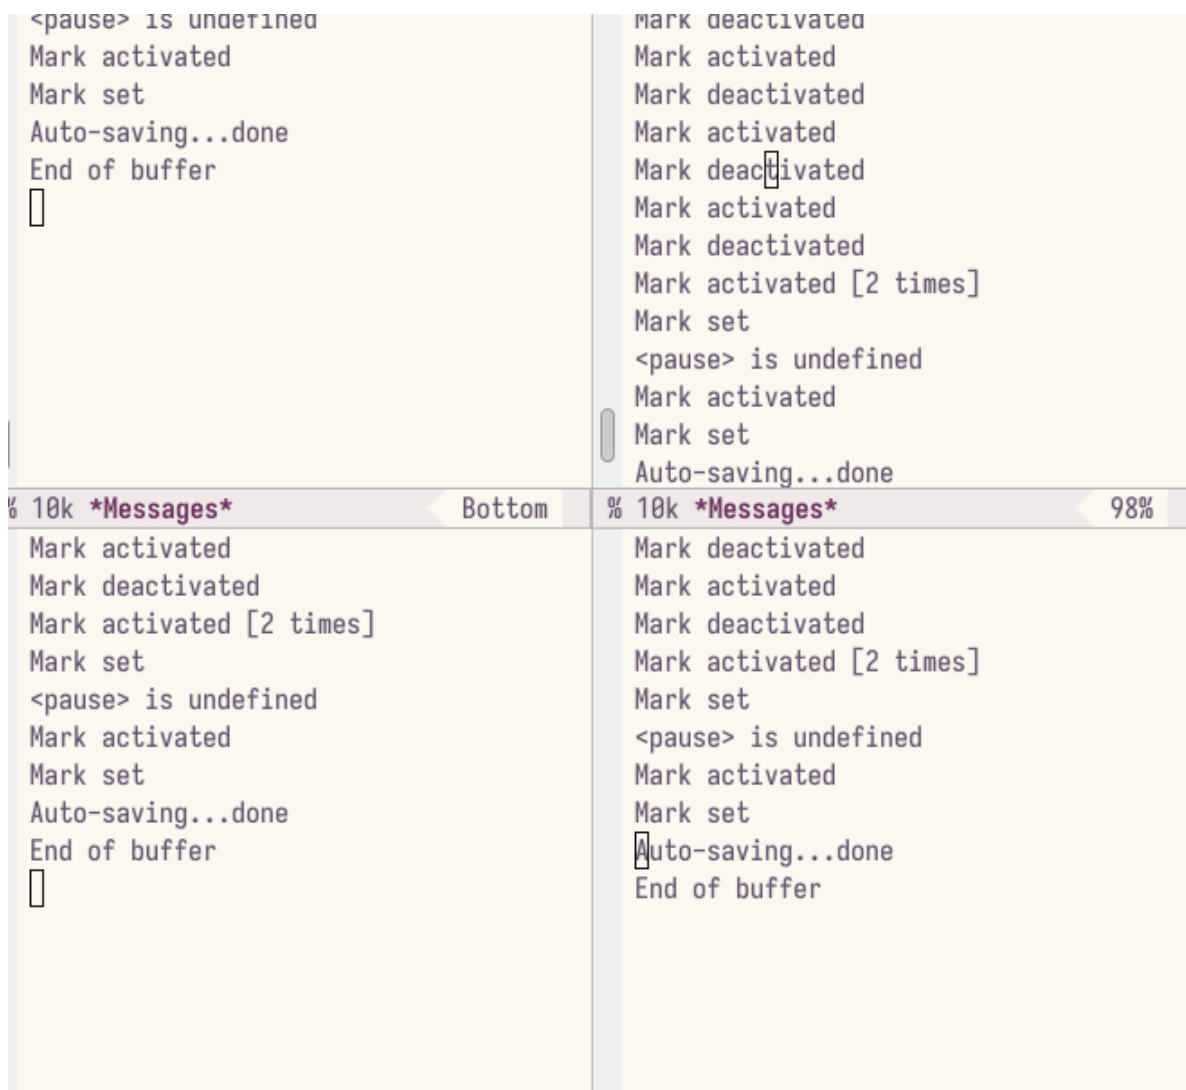 <pause> is undefined
Mark activated
Mark set
Auto-saving...done
End of buffer
% 10k *Messages* Bottom
Mark deactivated
Mark activated
Mark deactivated
Mark activated
Mark deactivated
Mark activated
Mark deactivated
Mark activated [2 times]
Mark set
<pause> is undefined
Mark activated
Mark set
Auto-saving...done
% 10k *Messages* 98%
Mark activated
Mark deactivated
Mark activated [2 times]
Mark set
<pause> is undefined
Mark activated
Mark set
Auto-saving...done
End of buffer
Mark deactivated
Mark activated
Mark deactivated
Mark activated [2 times]
Mark set
<pause> is undefined
Mark activated
Mark set
Auto-saving...done
End of buffer